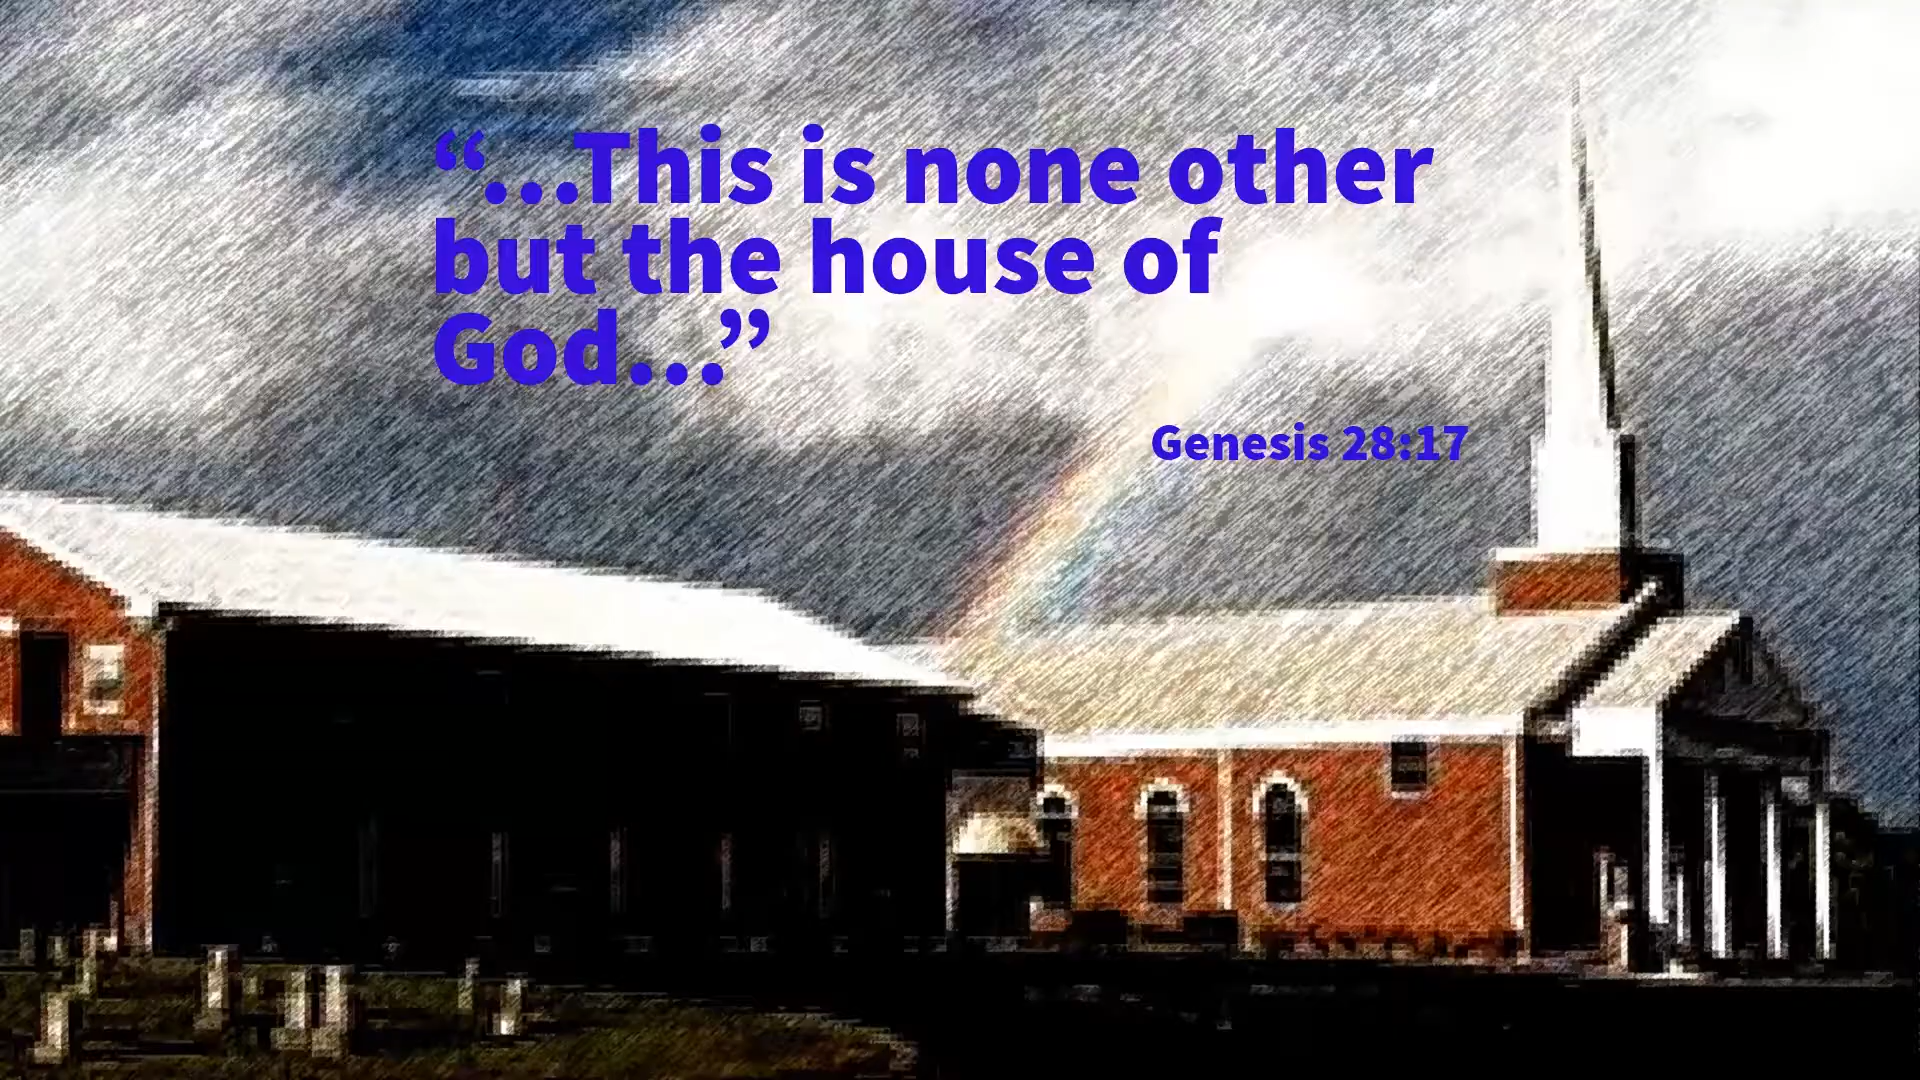 “...This is none other
but the house of
God...”
Genesis 28:17